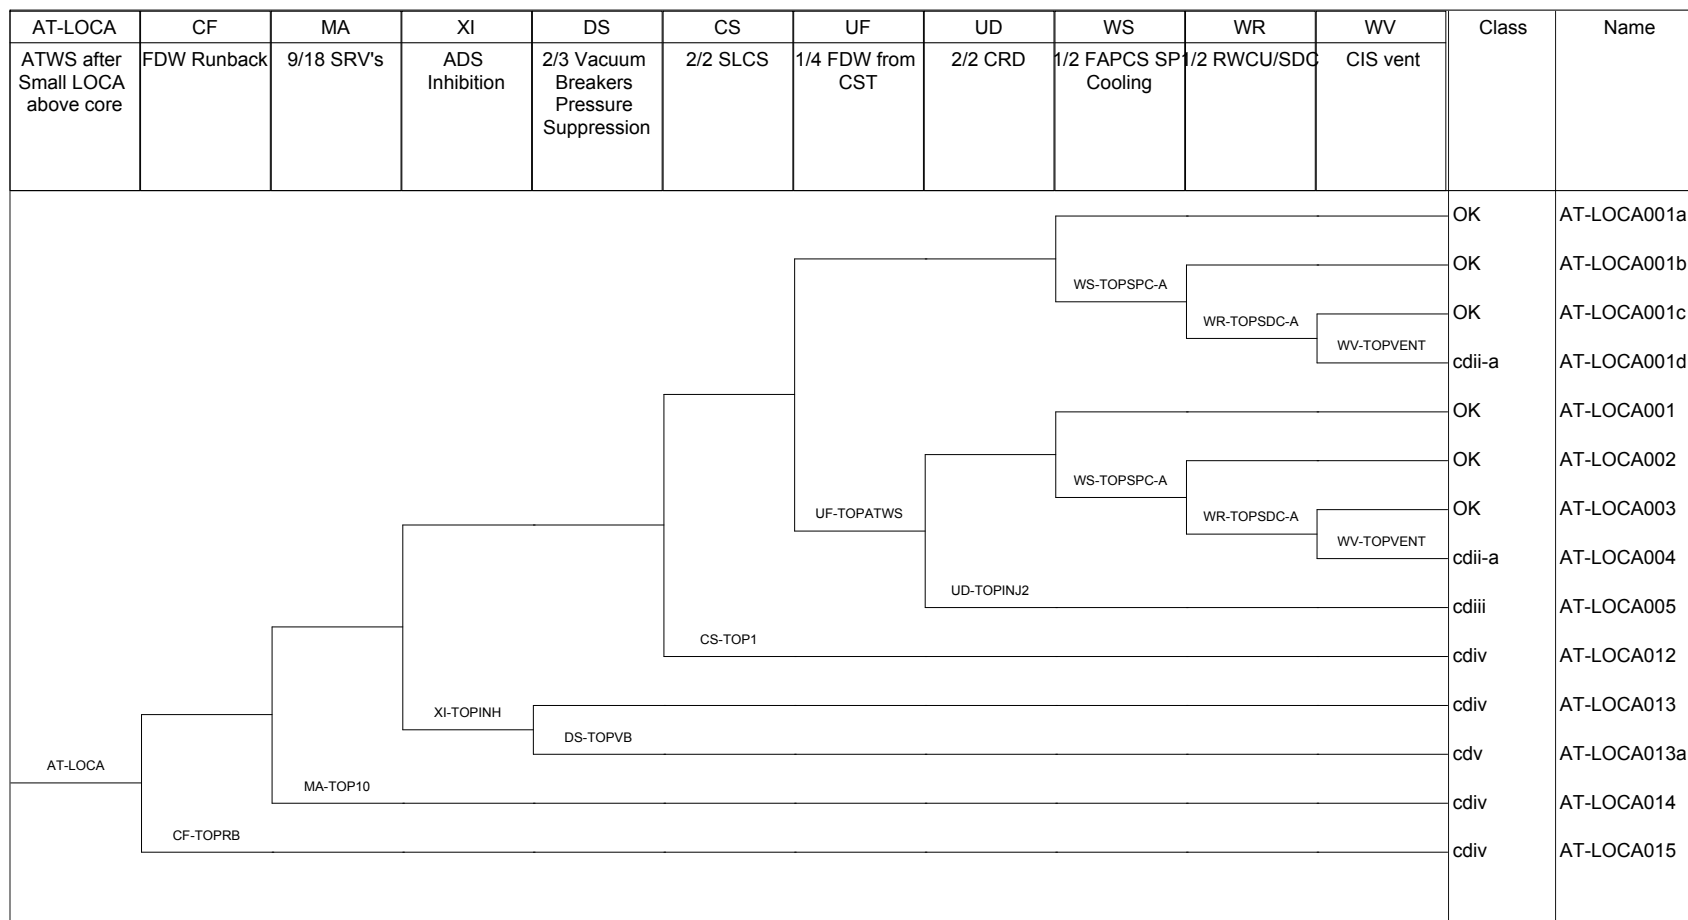 AT-LOCA CF MA XI DS CS UF UD WS WR WV Class Name
ATWS after FDW Runback 9/18 SRV's ADS 2/3 Vacuum 2/2 SLCS 1/4 FDW from 2/2 CRD 1/2 FAPCS SP 1/2 RWCU/SDC CIS vent
Small LOCA Inhibition Breakers CST Cooling
above core Pressure
Suppression
OK AT-LOCA001a
OK AT-LOCA001b
WS-TOPSPC-A
OK AT-LOCA001c
WR-TOPSDC-A
WV-TOPVENT
cdii-a AT-LOCA001d
OK AT-LOCA001
OK AT-LOCA002
WS-TOPSPC-A
OK AT-LOCA003
UF-TOPATWS WR-TOPSDC-A
WV-TOPVENT
cdii-a AT-LOCA004
UD-TOPINJ2
cdiii AT-LOCA005
CS-TOP1
cdiv AT-LOCA012
cdiv AT-LOCA013
XI-TOPINH
DS-TOPVB
cdv AT-LOCA013a
AT-LOCA
MA-TOP10
cdiv AT-LOCA014
CF-TOPRB
cdiv AT-LOCA015